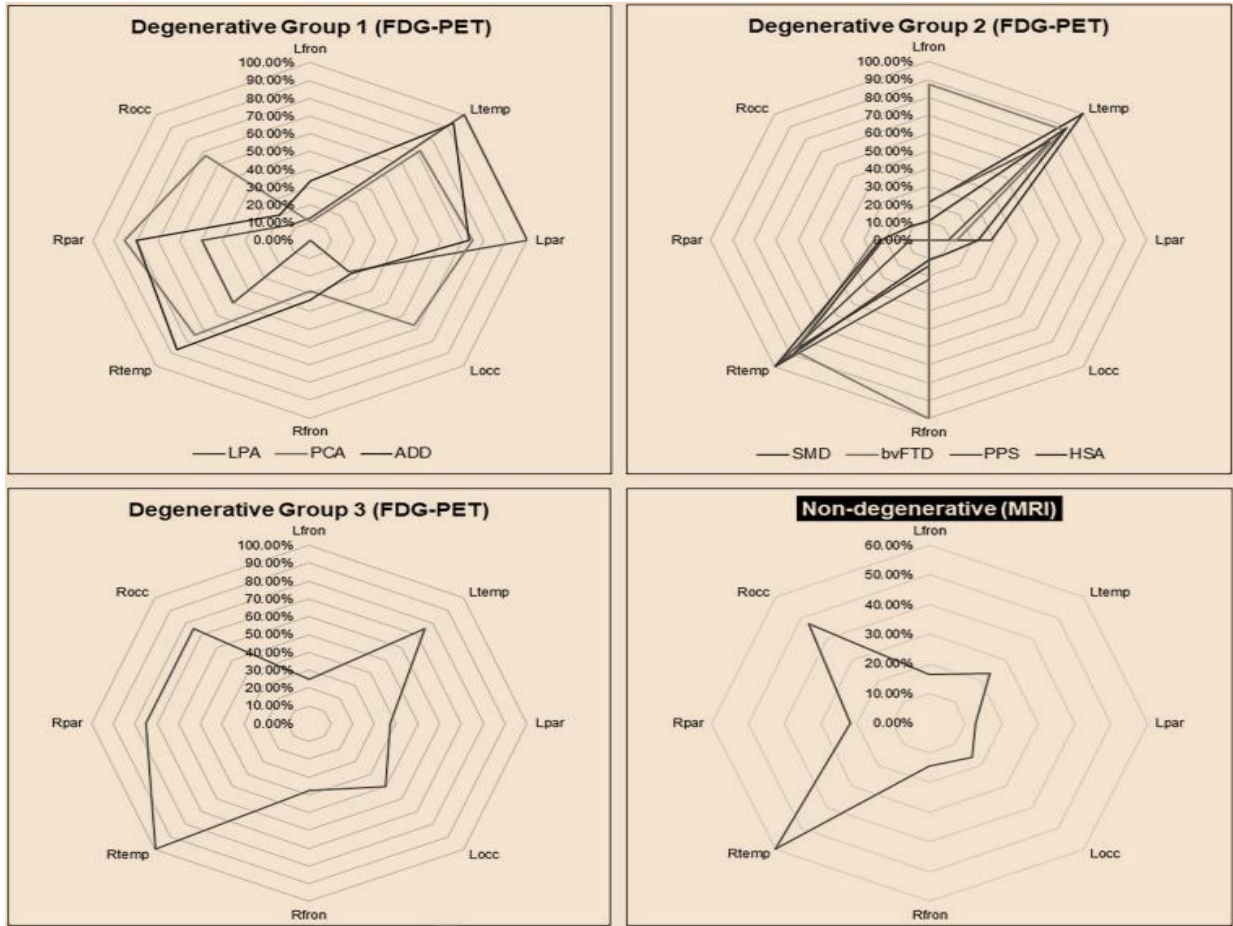 Degenerative Group 1 (FDG-PET)
Lfron
100.00%
90.00%
80.00%
70.00%
60.00%
50.00%
40.00%
30.00%
20.00%
10.00%
0.00%
Ltemp
Lpar
Locc
Rfron
Rtemp
Rpar
Rocc
LPA PCA ADD
Degenerative Group 2 (FDG-PET)
Lfron
100.00%
90.00%
80.00%
70.00%
60.00%
50.00%
40.00%
30.00%
20.00%
10.00%
0.00%
Ltemp
Lpar
Locc
Rfron
Rtemp
Rpar
Rocc
SMD bvFTD PPS HSA
Degenerative Group 3 (FDG-PET)
Lfron
100.00%
90.00%
80.00%
70.00%
60.00%
50.00%
40.00%
30.00%
20.00%
10.00%
0.00%
Ltemp
Lpar
Locc
Rfron
Rtemp
Rpar
Rocc
Non-degenerative (MRI)
Lfron
60.00%
50.00%
40.00%
30.00%
20.00%
10.00%
0.00%
Ltemp
Lpar
Locc
Rfron
Rtemp
Rpar
Rocc